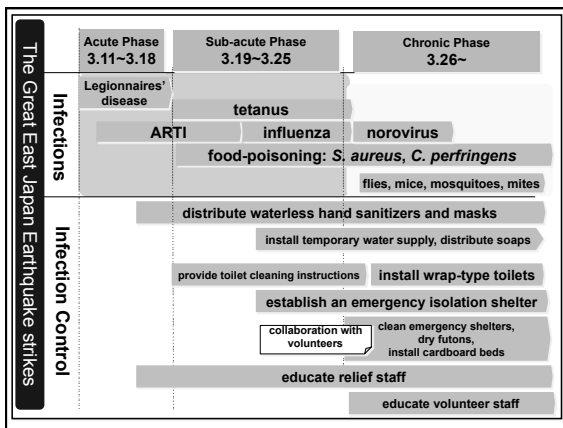 The Great East Japan Earthquake strikes
Acute Phase
3.11~3.18
Sub-acute Phase
3.19~3.25
Chronic Phase
3.26~
Infections
Legionnaires'
disease
tetanus
ARTI
influenza
norovirus
food-poisoning: S. aureus, C. perfringens
flies, mice, mosquitoes, mites
Infection Control
distribute waterless hand sanitizers and masks
install temporary water supply, distribute soaps
provide toilet cleaning instructions
install wrap-type toilets
establish an emergency isolation shelter
collaboration with
volunteers
clean emergency shelters,
dry futons,
install cardboard beds
educate relief staff
educate volunteer staff